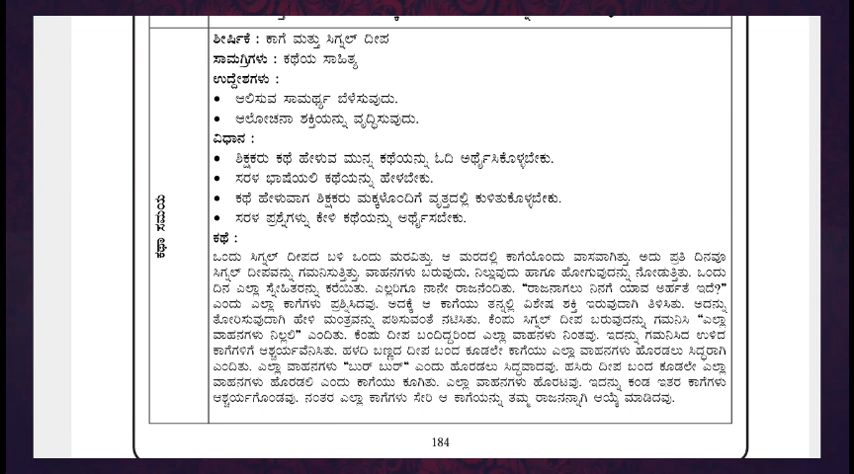 ಶೀರ್ಷಿಕೆ : ಕಾಗೆ ಮತ್ತು ಸಿಗ್ನಲ್ ದೀಪ
ಸಾಮಗ್ರಿಗಳು : ಕಥೆಯ ಸಾಹಿತ್ಯ
ಉದ್ದೇಶಗಳು :
• ಆಲಿಸುವ ಸಾಮರ್ಥ್ಯ ಬೆಳೆಸುವುದು.
• ಆಲೋಚನಾ ಶಕ್ತಿಯನ್ನು ವೃದ್ಧಿಸುವುದು.
ವಿಧಾನ :
• ಶಿಕ್ಷಕರು ಕಥೆ ಹೇಳುವ ಮುನ್ನ ಕಥೆಯನ್ನು ಓದಿ ಅರ್ಥೈಸಿಕೊಳ್ಳಬೇಕು.
• ಸರಳ ಭಾಷೆಯಲಿ ಕಥೆಯನ್ನು ಹೇಳಬೇಕು.
• ಕಥೆ ಹೇಳುವಾಗ ಶಿಕ್ಷಕರು ಮಕ್ಕಳೊಂದಿಗೆ ವೃತ್ತದಲ್ಲಿ ಕುಳಿತುಕೊಳ್ಳಬೇಕು.
• ಸರಳ ಪ್ರಶ್ನೆಗಳ್ನು ಕೇಳಿ ಕಥೆಯನ್ನು ಅರ್ಥೈಸಬೇಕು.
ಕಥಾ ಸಮಯ
ಕಥೆ :
ಒಂದು ಸಿಗ್ನಲ್ ದೀಪದ ಬಳಿ ಒಂದು ಮರವಿತ್ತು. ಆ ಮರದಲ್ಲಿ ಕಾಗೆಯೊಂದು ವಾಸವಾಗಿತ್ತು. ಅದು ಪ್ರತಿ ದಿನವೂ
ಸಿಗ್ನಲ್ ದೀಪವನ್ನು ಗಮನಿಸುತ್ತಿತ್ತು. ವಾಹನಗಳು ಬರುವುದು, ನಿಲ್ಲುವುದು ಹಾಗೂ ಹೋಗುವುದನ್ನು ನೋಡುತ್ತಿತು. ಒಂದು
ದಿನ ಎಲ್ಲಾ ಸ್ನೇಹಿತರನ್ನು ಕರೆಯಿತು. ಎಲ್ಲರಿಗೂ ನಾನೇ ರಾಜನೆಂದಿತು. "ರಾಜನಾಗಲು ನಿನಗೆ ಯಾವ ಅರ್ಹತೆ ಇದೆ?"
ಎಂದು ಎಲ್ಲಾ ಕಾಗೆಗಳು ಪ್ರಶ್ನಿಸಿದವು. ಅದಕ್ಕೆ ಆ ಕಾಗೆಯು ತನ್ನಲ್ಲಿ ವಿಶೇಷ ಶಕ್ತಿ ಇರುವುದಾಗಿ ತಿಳಿಸಿತು. ಅದನ್ನು
ತೋರಿಸುವುದಾಗಿ ಹೇಳಿ ಮಂತ್ರವನ್ನು ಪಠಿಸುವಂತೆ ನಟಿಸಿತು. ಕೆಂಪು ಸಿಗ್ನಲ್ ದೀಪ ಬರುವುದನ್ನು ಗಮನಿಸಿ "ಎಲ್ಲಾ
ವಾಹನಗಳು ನಿಲ್ಲಲಿ" ಎಂದಿತು. ಕೆಂಪು ದೀಪ ಬಂದಿದ್ದರಿಂದ ಎಲ್ಲಾ ವಾಹನಗಳು ನಿಂತವು. ಇದನ್ನು ಗಮನಿಸಿದ ಉಳಿದ
ಕಾಗೆಗಳಿಗೆ ಆಶ್ಚರ್ಯವೆನಿಸಿತು. ಹಳದಿ ಬಣ್ಣದ ದೀಪ ಬಂದ ಕೂಡಲೇ ಕಾಗೆಯು ಎಲ್ಲಾ ವಾಹನಗಳು ಹೊರಡಲು ಸಿದ್ಧರಾಗಿ
ಎಂದಿತು. ಎಲ್ಲಾ ವಾಹನಗಳು "ಬುರ್ ಬುರ್" ಎಂದು ಹೊರಡಲು ಸಿದ್ಧವಾದವು. ಹಸಿರು ದೀಪ ಬಂದ ಕೂಡಲೇ ಎಲ್ಲಾ
ವಾಹನಗಳು ಹೊರಡಲಿ ಎಂದು ಕಾಗೆಯು ಕೂಗಿತು. ಎಲ್ಲಾ ವಾಹನಗಳು ಹೊರಟವು. ಇದನ್ನು ಕಂಡ ಇತರ ಕಾಗೆಗಳು
ಆಶ್ಚರ್ಯಗೊಂಡವು. ನಂತರ ಎಲ್ಲಾ ಕಾಗೆಗಳು ಸೇರಿ ಆ ಕಾಗೆಯನ್ನು ತಮ್ಮ ರಾಜನನ್ನಾಗಿ ಆಯ್ಕೆ ಮಾಡಿದವು.
184